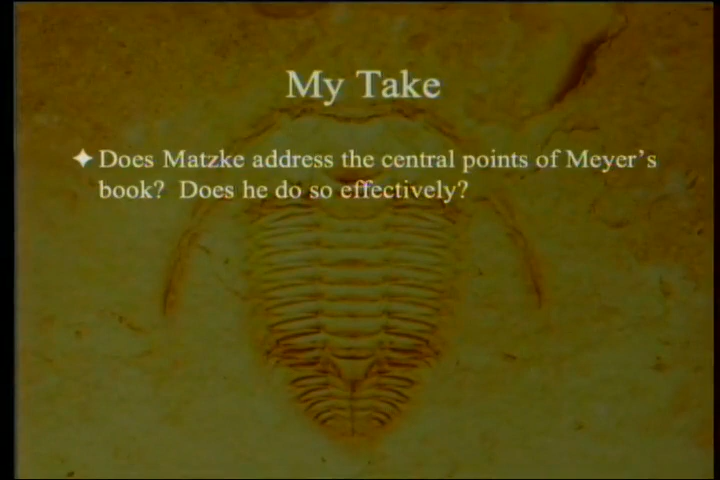 My Take
✦ Does Matzke address the central points of Meyer's
book? Does he do so effectively?